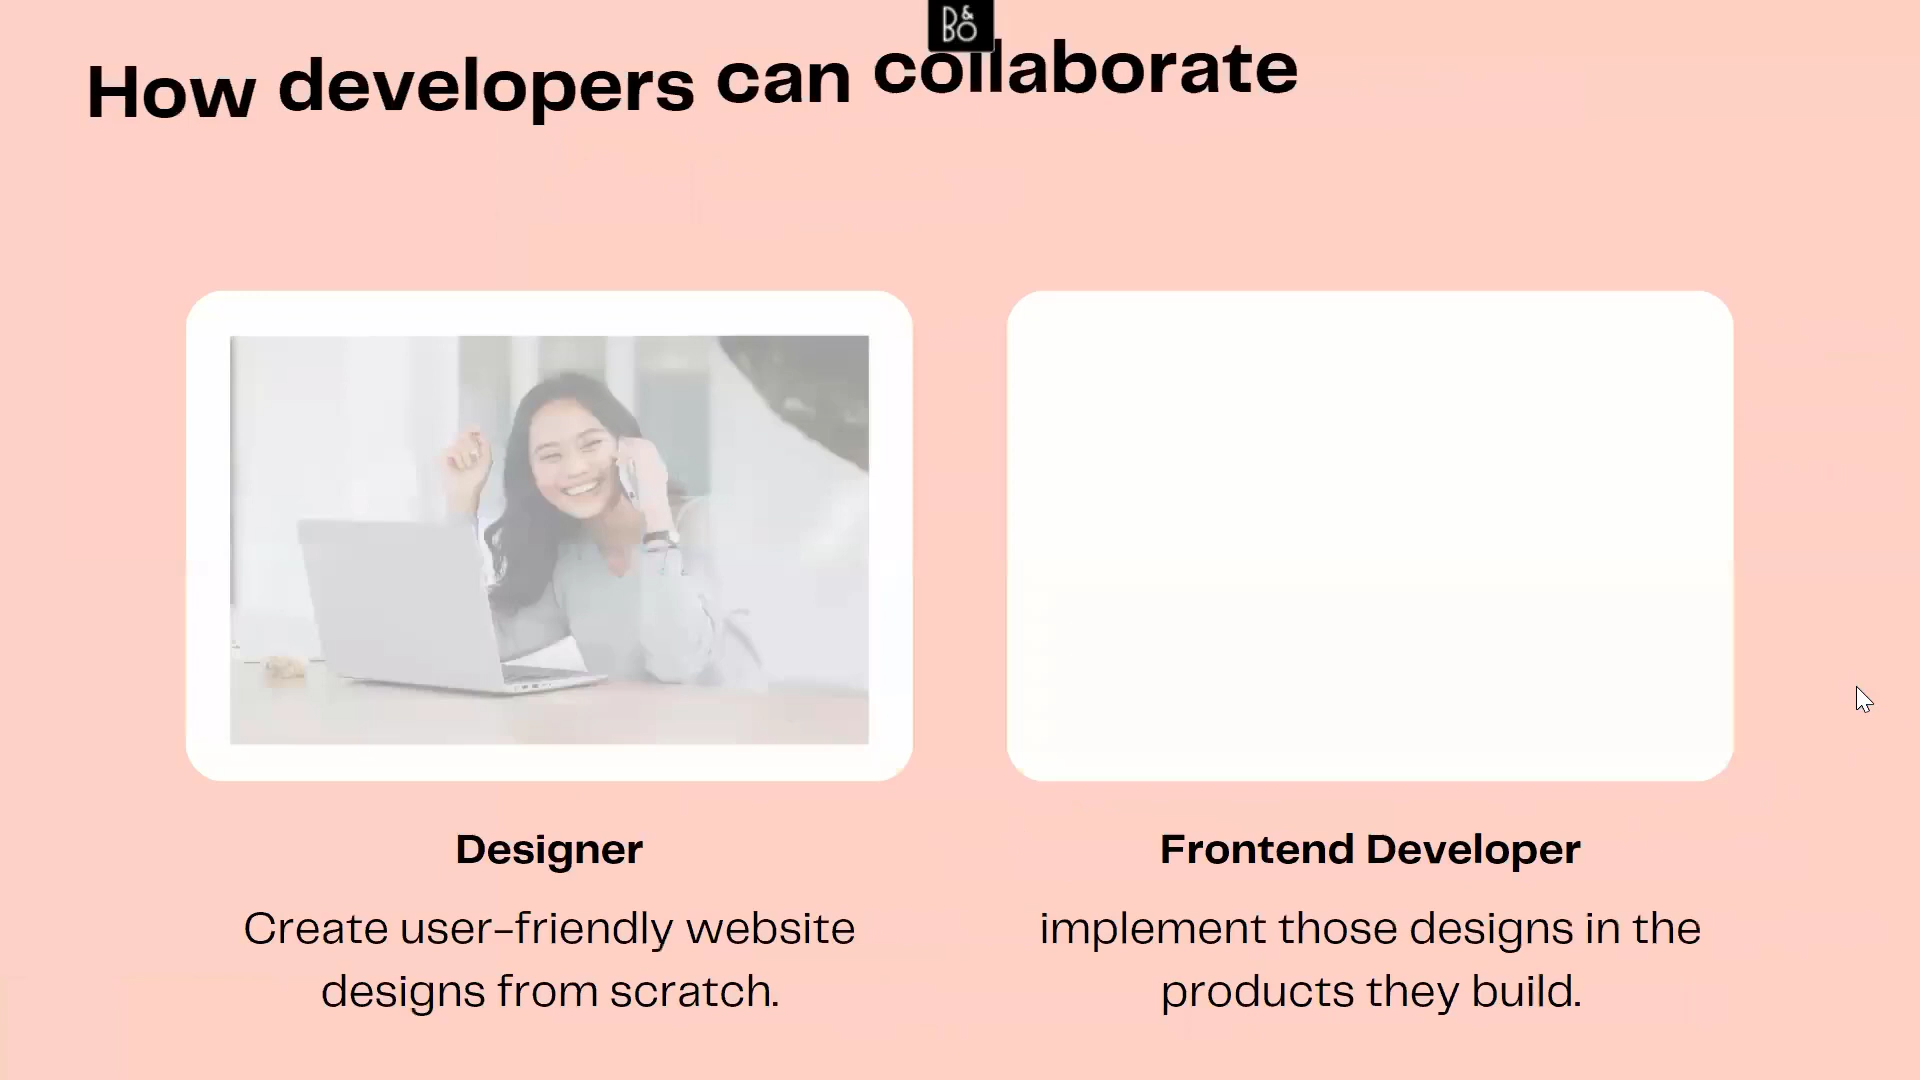 B&O
How developers can collaborate
Designer
Frontend Developer
Create user-friendly website
designs from scratch.
implement those designs in the
products they build.